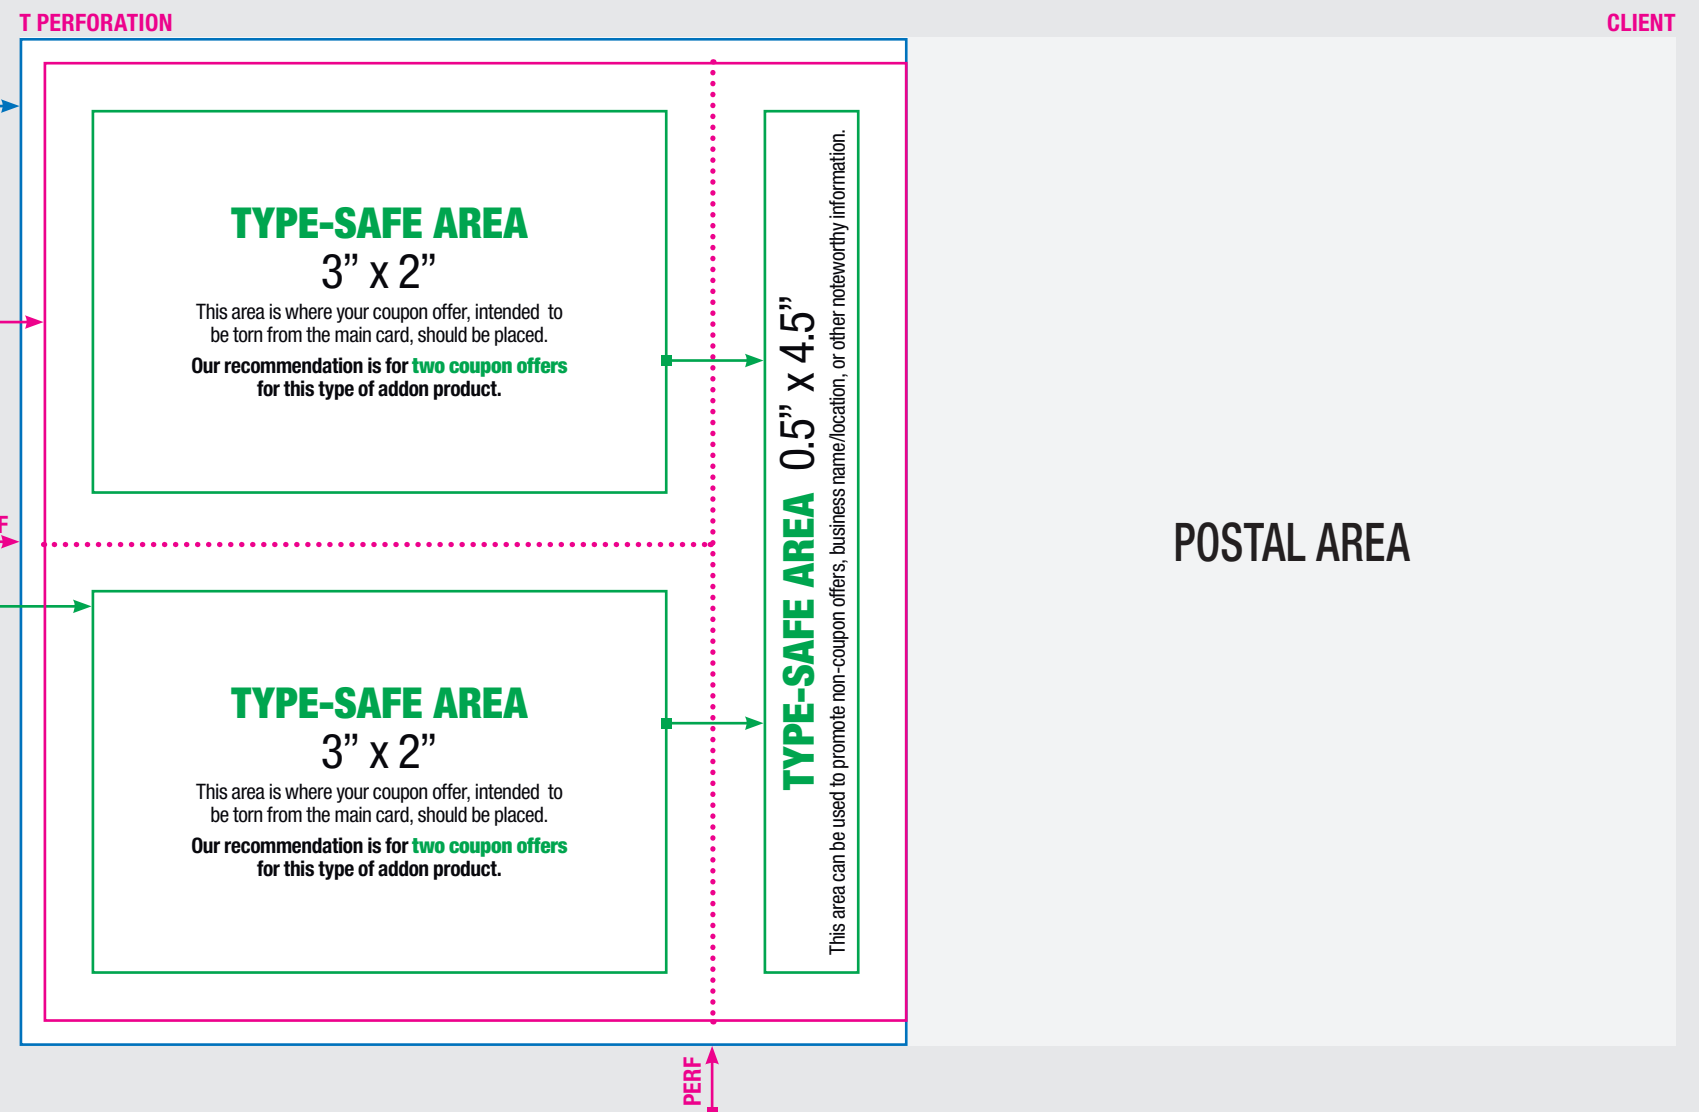 T PERFORATION
CLIENT
TYPE-SAFE AREA
3” x 2”
This area is where your coupon offer, intended  to
be torn from the main card, should be placed.
Our recommendation is for two coupon offers
for this type of addon product.
TYPE-SAFE AREA 0.5” x 4.5”
This area can be used to promote non-coupon offers, business name/location, or other noteworthy information.
POSTAL AREA
F
TYPE-SAFE AREA
3” x 2”
This area is where your coupon offer, intended  to
be torn from the main card, should be placed.
Our recommendation is for two coupon offers
for this type of addon product.
PERF